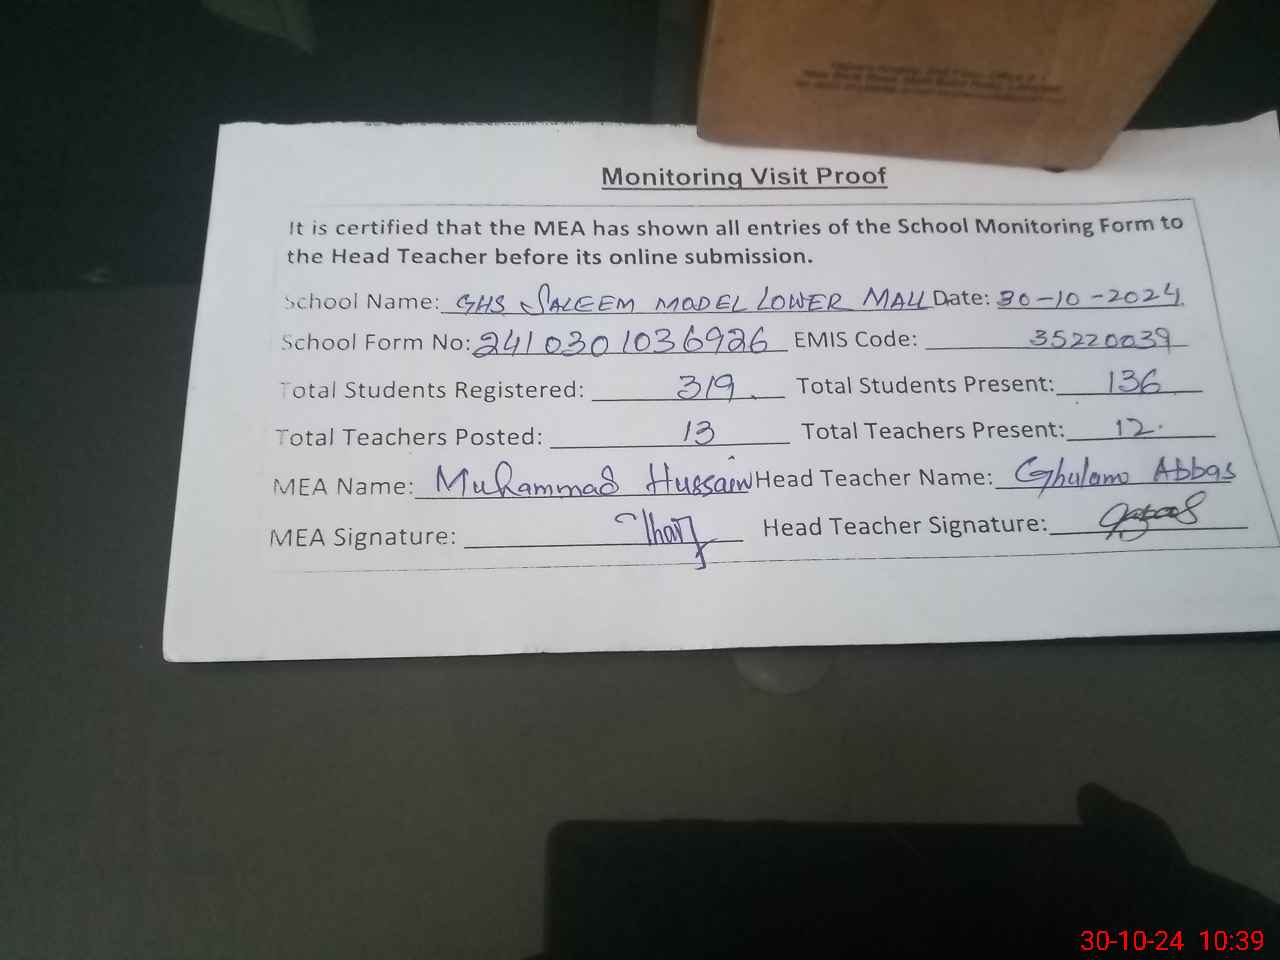 Monitoring Visit Proof
It is certified that the MEA has shown all entries of the School Monitoring Form to
the Head Teacher before its online submission.
School Name: GHS SALEEM MODEL LOWER MALL Date: 30-10-2024
School Form No: 2410301036926 EMIS Code: 35220039
Total Students Registered: 319 Total Students Present: 136
Total Teachers Posted: 13 Total Teachers Present: 12
MEA Name: Muhammad Hussain Head Teacher Name: Ghulam Abbas
MEA Signature: Head Teacher Signature:
30-10-24 10:39